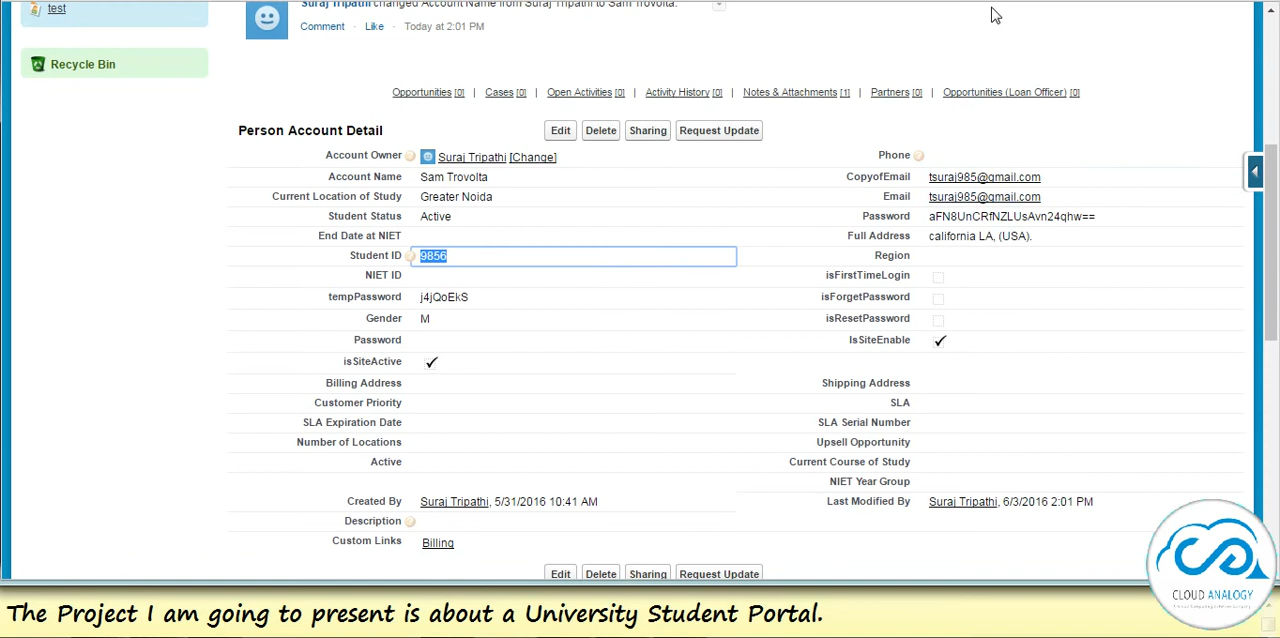 test
Suraj Tripathi changed Account Name from Suraj Tripathi to Sam Trovolta.
Comment · Like · Today at 2:01 PM
Recycle Bin
Opportunities [0] | Cases [0] | Open Activities [0] | Activity History [0] | Notes & Attachments [1] | Partners [0] | Opportunities (Loan Officer) [0]
Person Account Detail Edit Delete Sharing Request Update
Account Owner Suraj Tripathi [Change] Phone
Account Name Sam Trovolta CopyofEmail tsuraj985@gmail.com
Current Location of Study Greater Noida Email tsuraj985@gmail.com
Student Status Active Password aFN8UnCRfNZLUsAvn24qhw==
End Date at NIET Full Address california LA, (USA).
Student ID 9856 Region
NIET ID isFirstTimeLogin
tempPassword j4jQoEkS isForgetPassword
Gender M isResetPassword
Password IsSiteEnable
isSiteActive
Billing Address Shipping Address
Customer Priority SLA
SLA Expiration Date SLA Serial Number
Number of Locations Upsell Opportunity
Active Current Course of Study
NIET Year Group
Created By Suraj Tripathi, 5/31/2016 10:41 AM Last Modified By Suraj Tripathi, 6/3/2016 2:01 PM
Description
Custom Links Billing
Edit Delete Sharing Request Update
CLOUD ANALOGY
The Project I am going to present is about a University Student Portal.